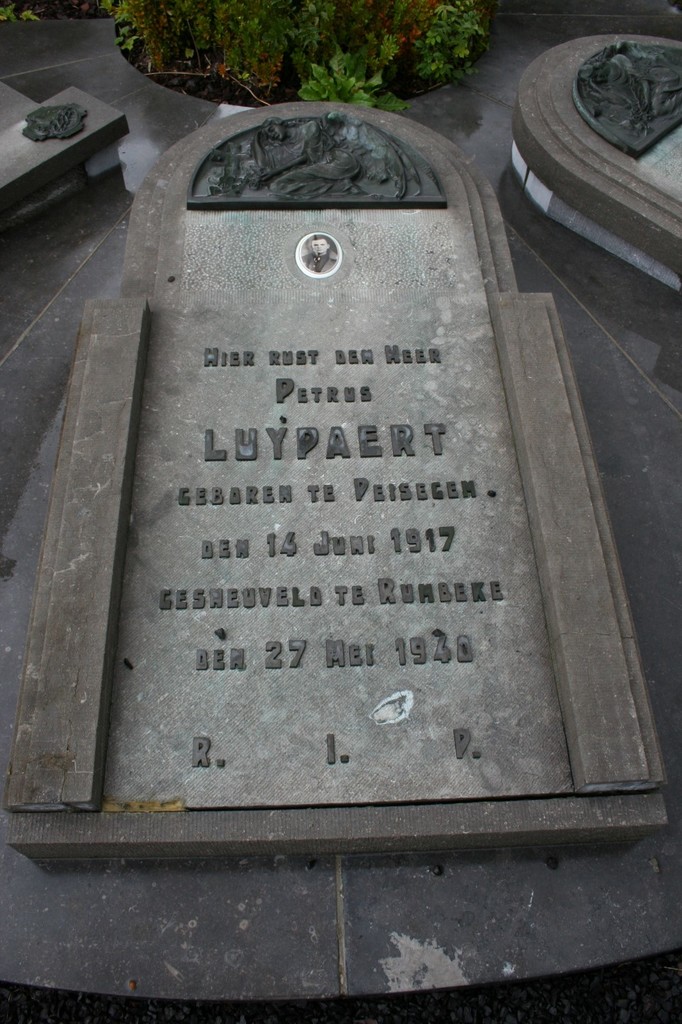 HIER RUST DEN HEER
PETRUS
LUYPAERT
GEBOREN TE PETEGEM.
DEN 14 JUNI 1917
GESNEUVELD TE RUMBEKE
DEN 27 MEI 1940
R. I. P.